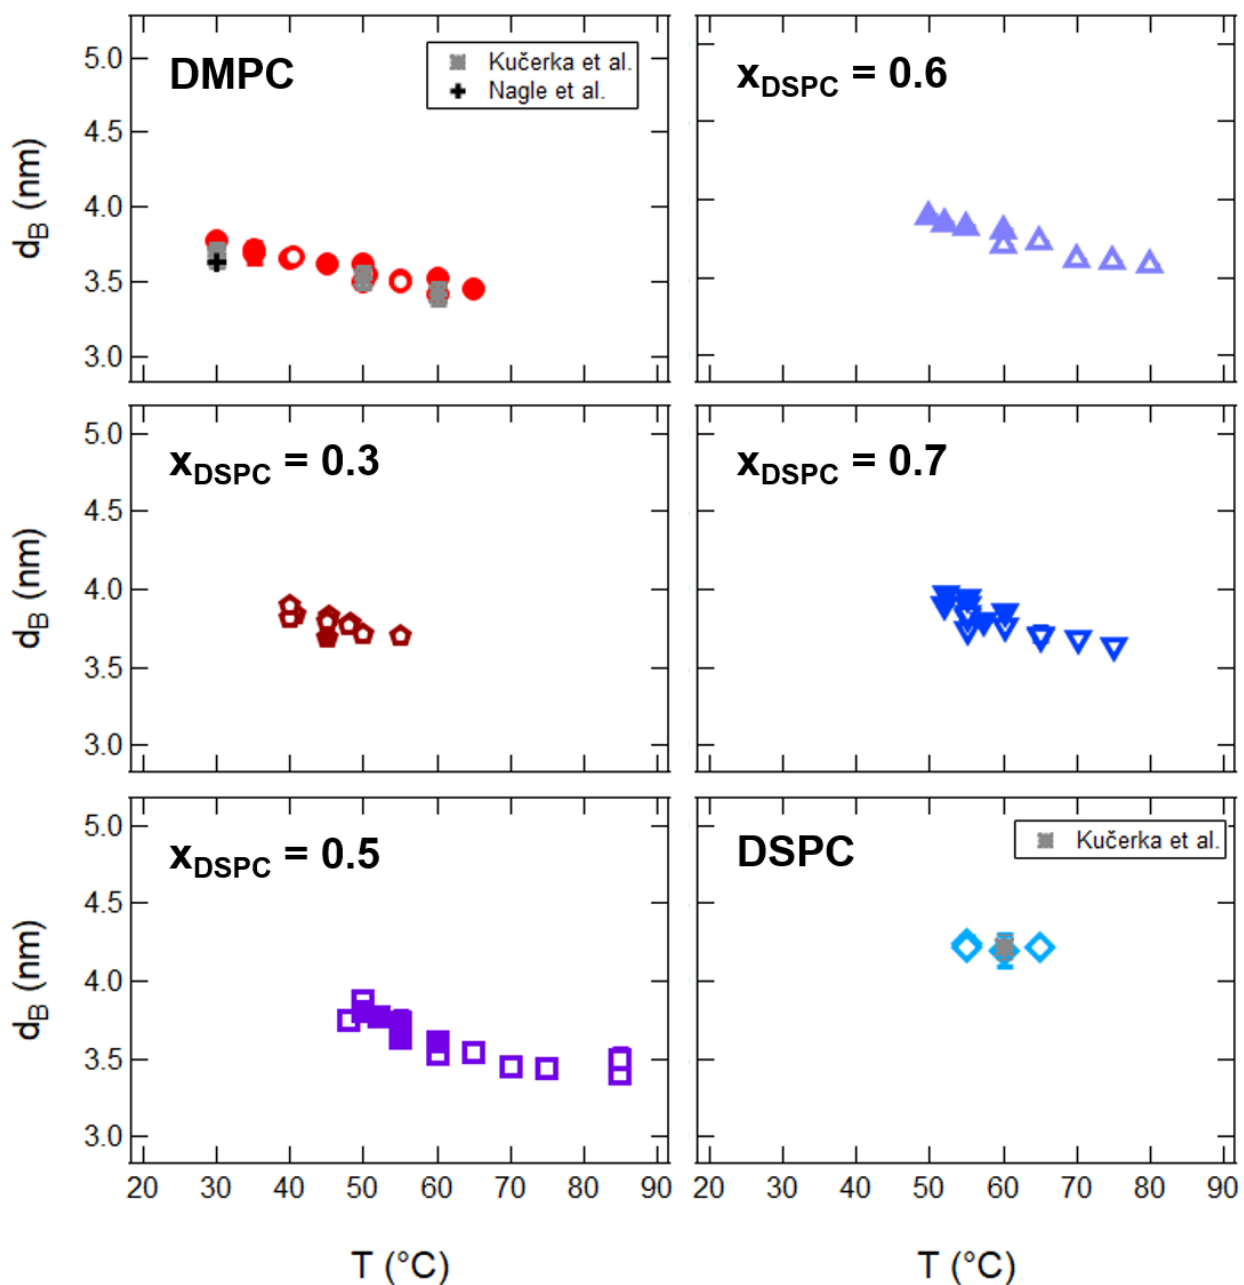 DMPC
Kučerka et al.
Nagle et al.
5.0
4.5
4.0
3.5
3.0
dB (nm)
xDSPC = 0.6
xDSPC = 0.3
5.0
4.5
4.0
3.5
3.0
dB (nm)
xDSPC = 0.7
xDSPC = 0.5
5.0
4.5
4.0
3.5
3.0
dB (nm)
20 30 40 50 60 70 80 90
T (°C)
DSPC
Kučerka et al.
20 30 40 50 60 70 80 90
T (°C)